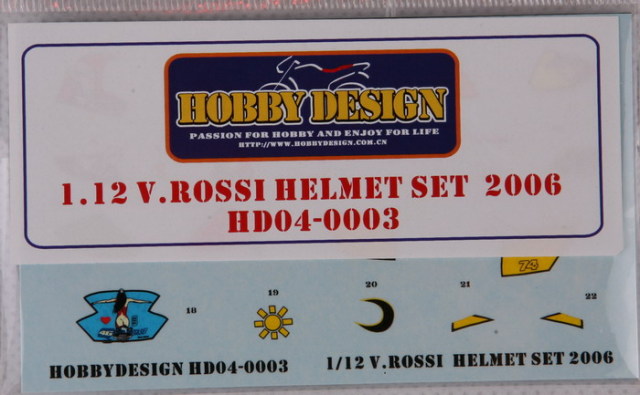 HOBBY DESIGN
PASSION FOR HOBBY AND ENJOY FOR LIFE
HTTP://WWW.HOBBYDESIGN.COM.CN
1.12 V.ROSSI HELMET SET 2006
HD04-0003
74
18
19
20
21
22
HOBBYDESIGN HD04-0003
1/12 V.ROSSI HELMET SET 2006